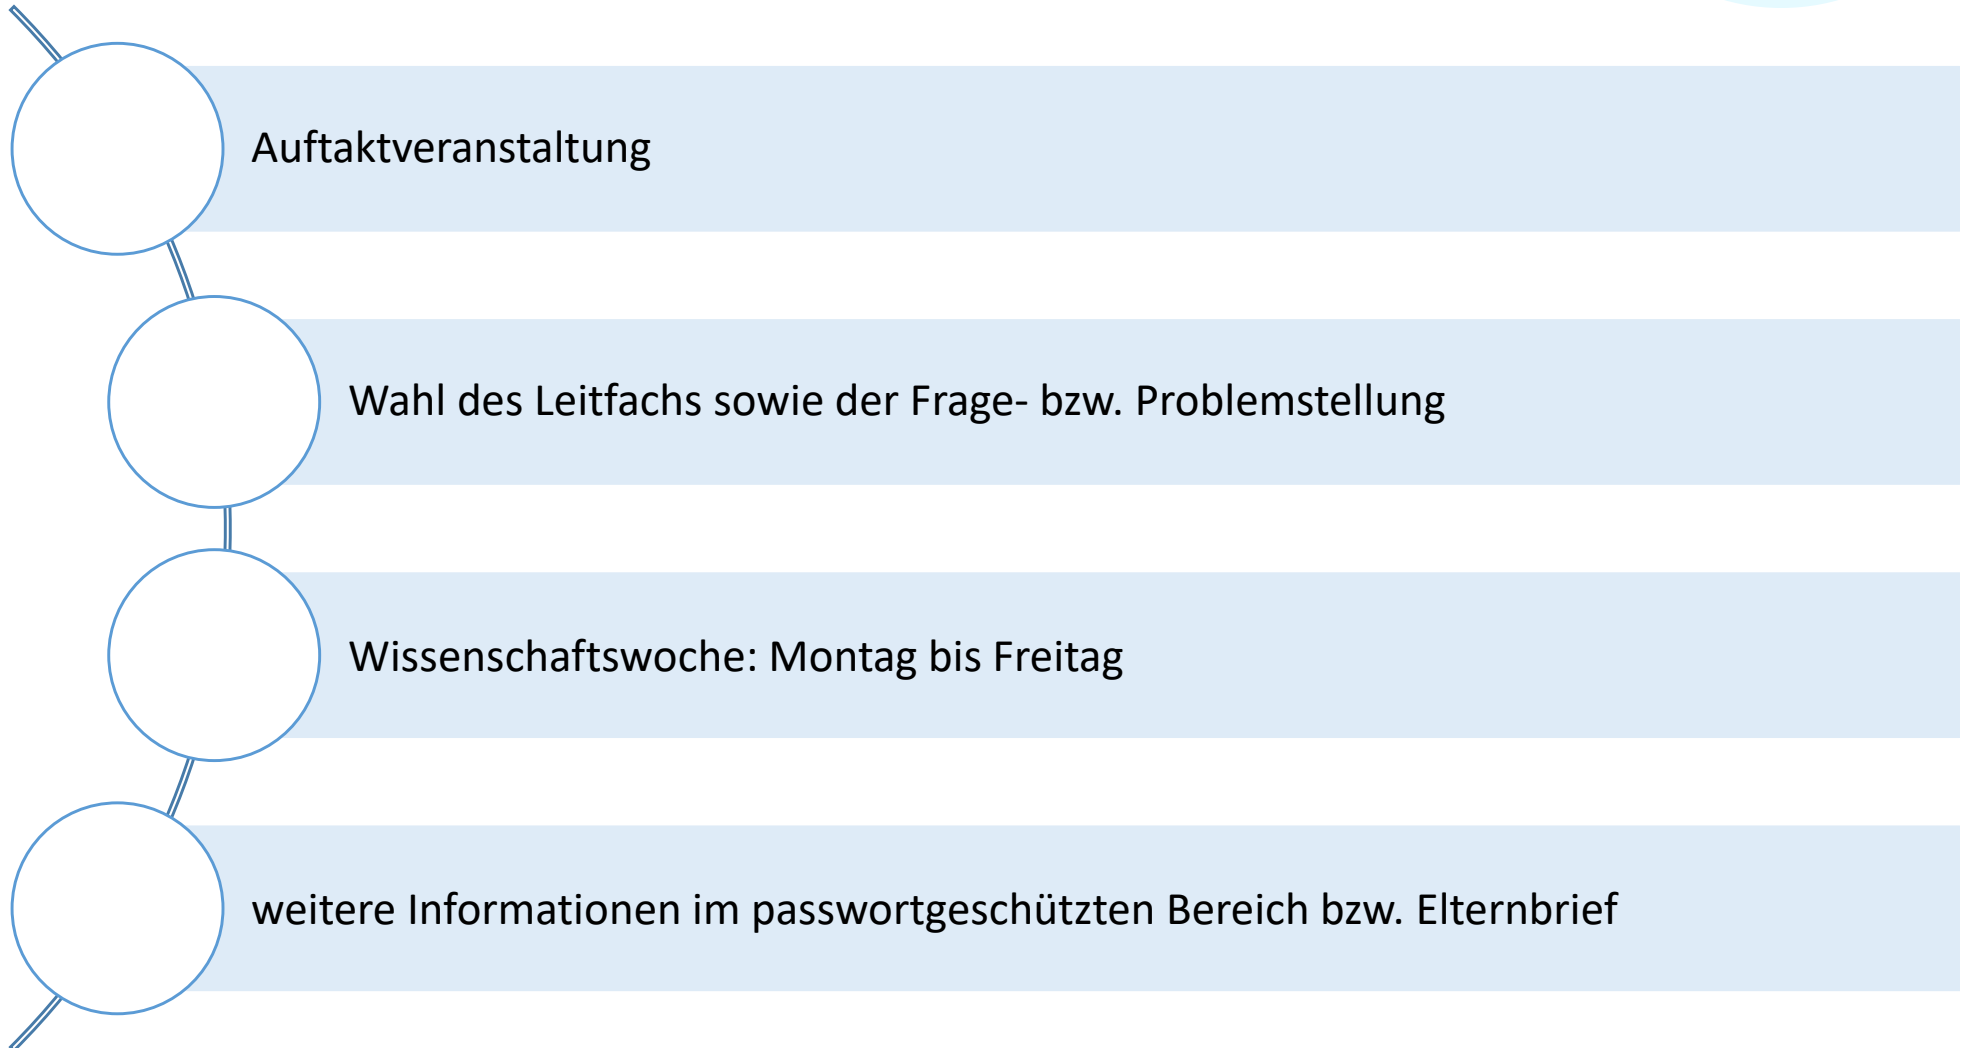 Auftaktveranstaltung
Wahl des Leitfachs sowie der Frage- bzw. Problemstellung
Wissenschaftswoche: Montag bis Freitag
weitere Informationen im passwortgeschützten Bereich bzw. Elternbrief